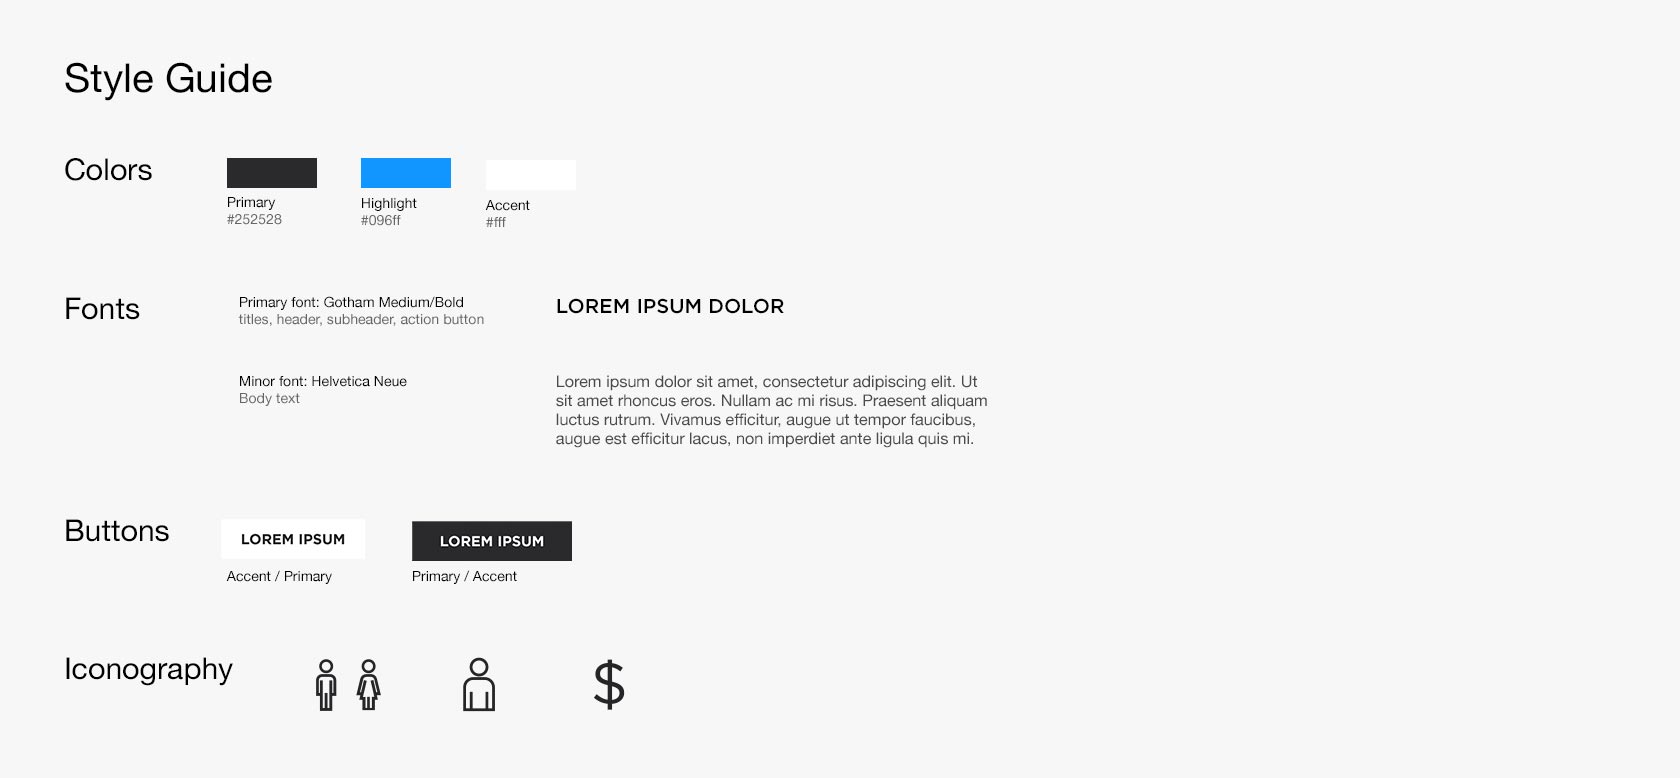 Style Guide
Colors
Primary
#252528
Highlight
#096ff
Accent
#fff
Fonts
Primary font: Gotham Medium/Bold
titles, header, subheader, action button
LOREM IPSUM DOLOR
Minor font: Helvetica Neue
Body text
Lorem ipsum dolor sit amet, consectetur adipiscing elit. Ut
sit amet rhoncus eros. Nullam ac mi risus. Praesent aliquam
luctus rutrum. Vivamus efficitur, augue ut tempor faucibus,
augue est efficitur lacus, non imperdiet ante ligula quis mi.
Buttons
LOREM IPSUM
Accent / Primary
LOREM IPSUM
Primary / Accent
Iconography
$